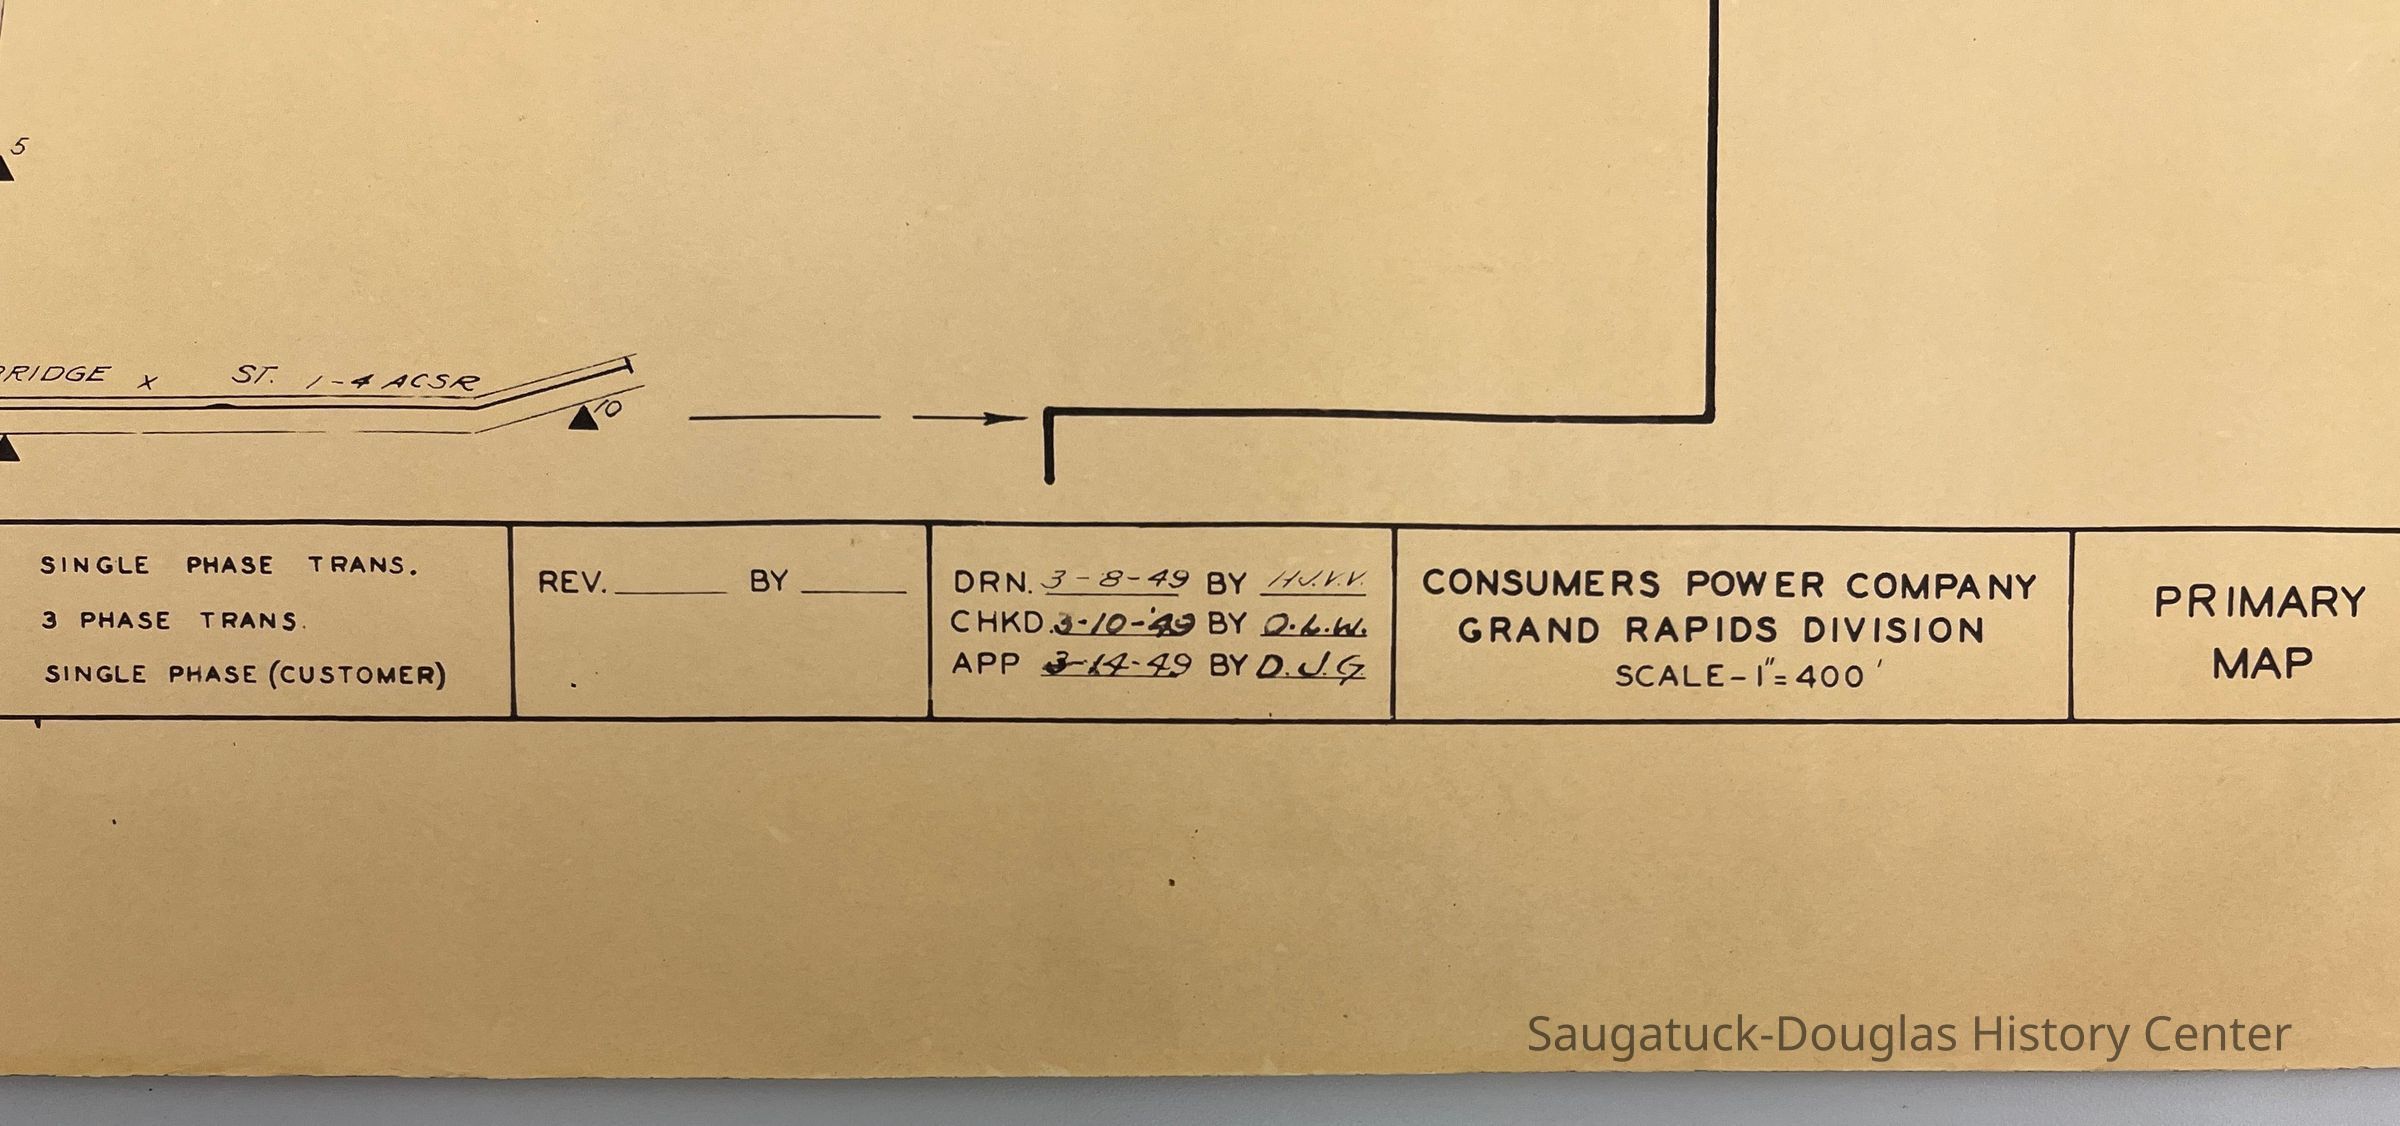 5
ST. 1-4 ACSR
x
10
SINGLE PHASE TRANS.
3 PHASE TRANS.
SINGLE PHASE (CUSTOMER)
REV. BY
DRN. 3-8-49 BY H.J.V.V.
CHKD. 3-10-'49 BY O.L.W.
APP 3-14-49 BY D.J.G.
CONSUMERS POWER COMPANY
GRAND RAPIDS DIVISION
SCALE-1"=400'
PRIMARY
MAP
Saugatuck-Douglas History Center